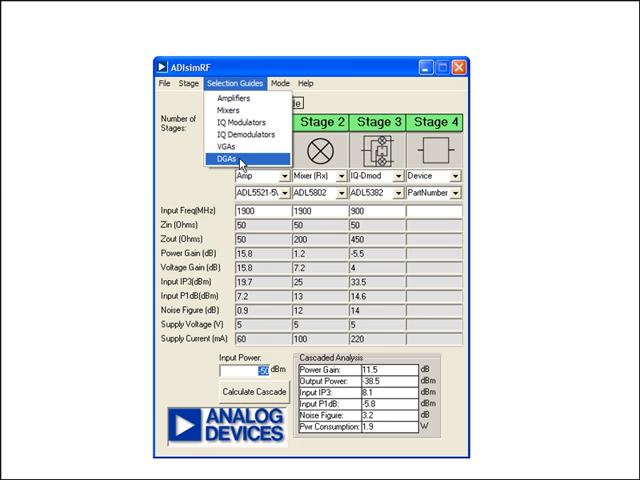 ADIsimRF
File Stage Selection Guides Mode Help
Amplifiers
Mixers
IQ Modulators
IQ Demodulators
VGAs
DGAs
de
Number of
Stages:
Stage 2 Stage 3 Stage 4
Amp Mixer (Rx) IQ-Dmod Device
ADL5521-5V ADL5802 ADL5382 PartNumber
Input Freq(MHz) 1900 1900 900
Zin (Ohms) 50 50 50
Zout (Ohms) 50 200 450
Power Gain (dB) 15.8 1.2 -5.5
Voltage Gain (dB) 15.8 7.2 4
Input IP3(dBm) 19.7 25 33.5
Input P1dB(dBm) 7.2 13 14.6
Noise Figure (dB) 0.9 12 14
Supply Voltage (V) 5 5 5
Supply Current (mA) 60 100 220
Input Power:
-50 dBm
Calculate Cascade
Cascaded Analysis
Power Gain: 11.5 dB
Output Power: -38.5 dBm
Input IP3: 8.1 dBm
Input P1dB: -5.8 dBm
Noise Figure: 3.2 dB
Pwr Consumption: 1.9 W
ANALOG
DEVICES